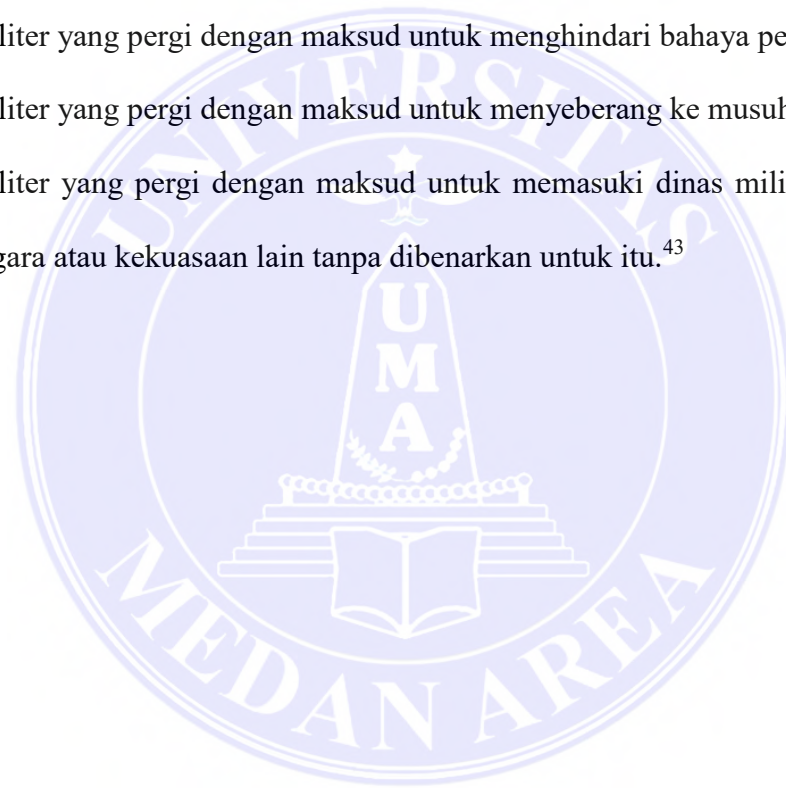 liter yang pergi dengan maksud untuk menghindari bahaya pe
liter yang pergi dengan maksud untuk menyeberang ke musuh
liter yang pergi dengan maksud untuk memasuki dinas mili
gara atau kekuasaan lain tanpa dibenarkan untuk itu.43
UNIVERSITAS
UMA
MEDAN AREA